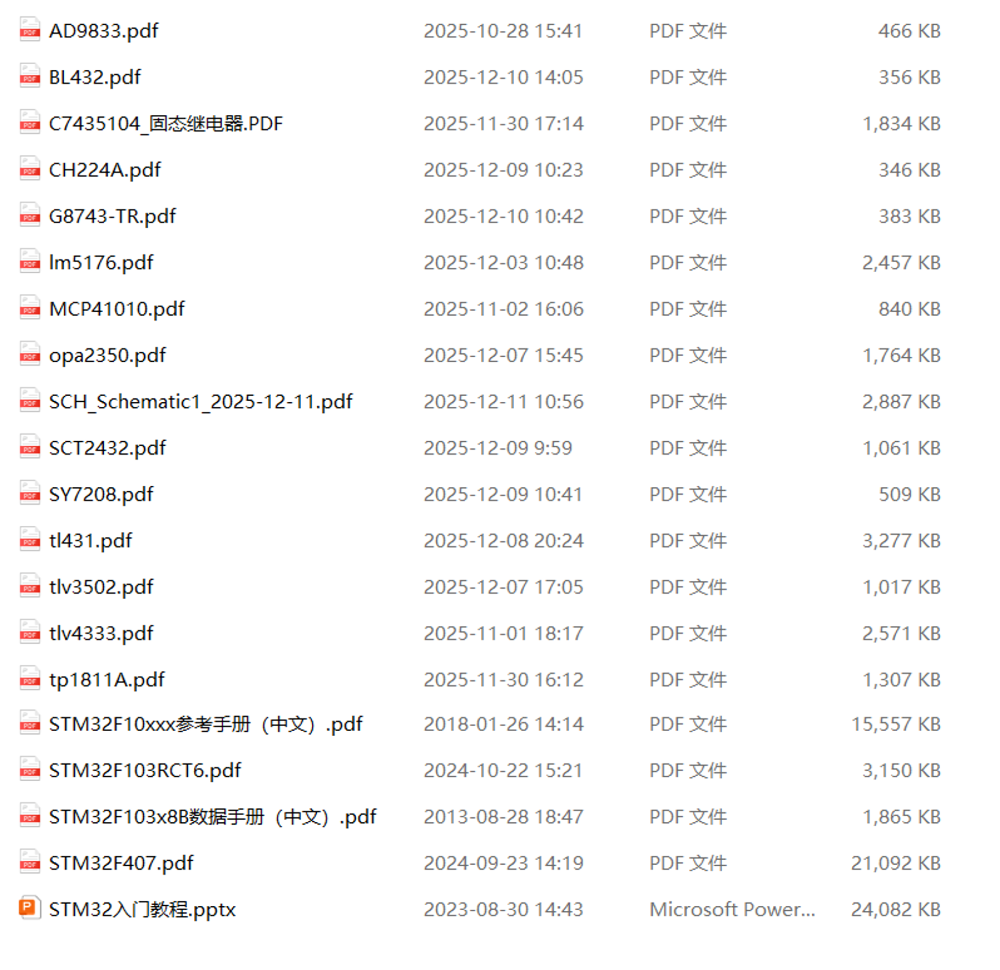 AD9833.pdf 2025-10-28 15:41 PDF 文件 466 KB
BL432.pdf 2025-12-10 14:05 PDF 文件 356 KB
C7435104_固态继电器.PDF 2025-11-30 17:14 PDF 文件 1,834 KB
CH224A.pdf 2025-12-09 10:23 PDF 文件 346 KB
G8743-TR.pdf 2025-12-10 10:42 PDF 文件 383 KB
lm5176.pdf 2025-12-03 10:48 PDF 文件 2,457 KB
MCP41010.pdf 2025-11-02 16:06 PDF 文件 840 KB
opa2350.pdf 2025-12-07 15:45 PDF 文件 1,764 KB
SCH_Schematic1_2025-12-11.pdf 2025-12-11 10:56 PDF 文件 2,887 KB
SCT2432.pdf 2025-12-09 9:59 PDF 文件 1,061 KB
SY7208.pdf 2025-12-09 10:41 PDF 文件 509 KB
tl431.pdf 2025-12-08 20:24 PDF 文件 3,277 KB
tlv3502.pdf 2025-12-07 17:05 PDF 文件 1,017 KB
tlv4333.pdf 2025-11-01 18:17 PDF 文件 2,571 KB
tp1811A.pdf 2025-11-30 16:12 PDF 文件 1,307 KB
STM32F10xxx参考手册（中文）.pdf 2018-01-26 14:14 PDF 文件 15,557 KB
STM32F103RCT6.pdf 2024-10-22 15:21 PDF 文件 3,150 KB
STM32F103x8B数据手册（中文）.pdf 2013-08-28 18:47 PDF 文件 1,865 KB
STM32F407.pdf 2024-09-23 14:19 PDF 文件 21,092 KB
STM32入门教程.pptx 2023-08-30 14:43 Microsoft Power... 24,082 KB